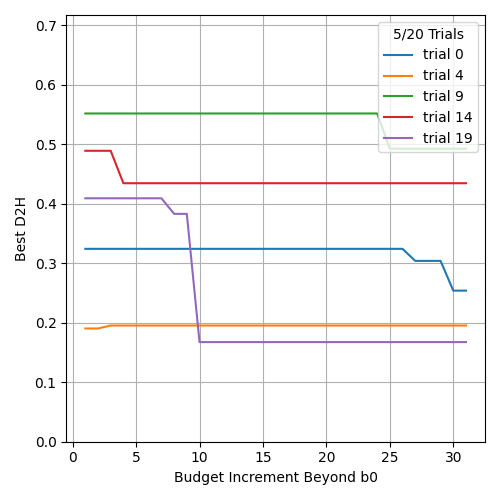 5/20 Trials
trial 0
trial 4
trial 9
trial 14
trial 19
0.7
0.6
0.5
0.4
0.3
0.2
0.1
0.0
Best D2H
0 5 10 15 20 25 30
Budget Increment Beyond b0